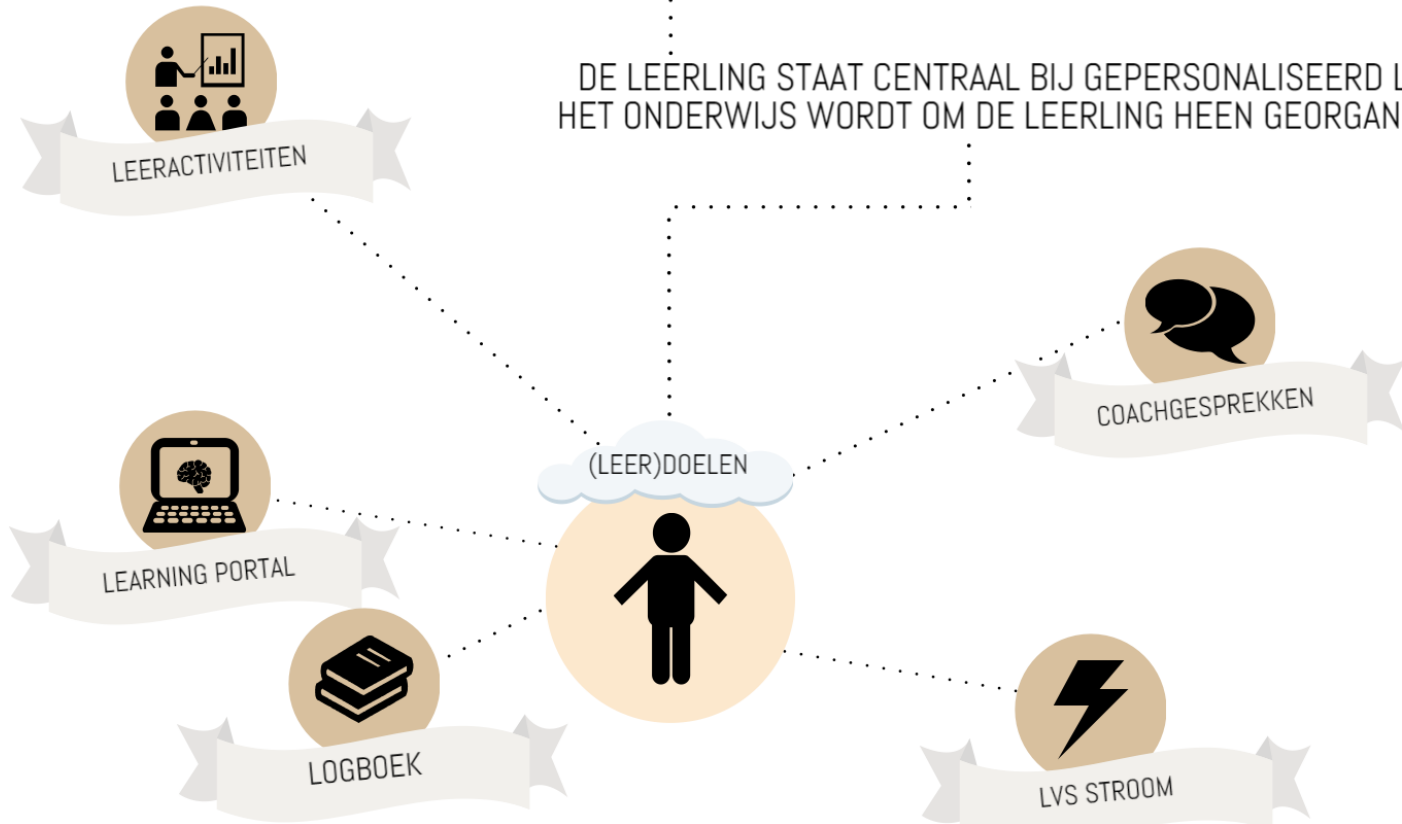 DE LEERLING STAAT CENTRAAL BIJ GEPERSONALISEERD L
HET ONDERWIJS WORDT OM DE LEERLING HEEN GEORGAN
LEERACTIVITEITEN
COACHGESPREKKEN
(LEER)DOELEN
LEARNING PORTAL
LOGBOEK
LVS STROOM